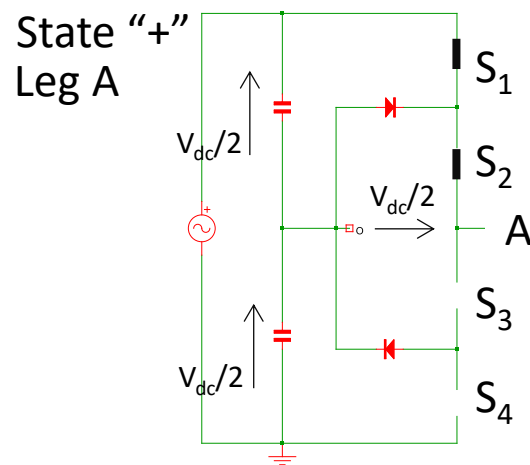 State “+”
Leg A
S1
Vdc/2
S2
Vdc/2
+
o
A
S3
Vdc/2
S4